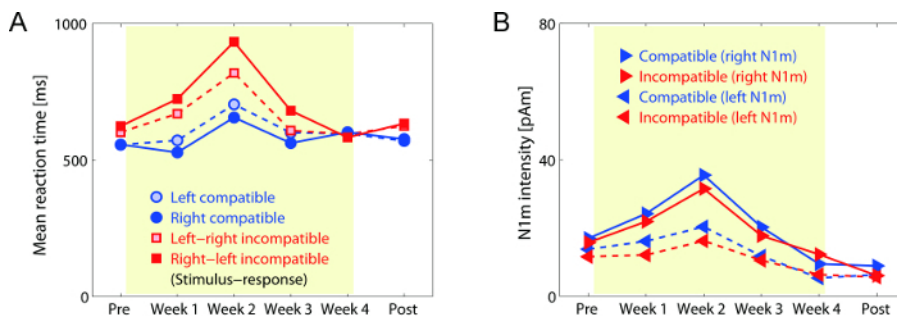 A
1000
500
0
Mean reaction time [ms]
Left compatible
Right compatible
Left–right incompatible
Right–left incompatible
(Stimulus–response)
Pre Week 1 Week 2 Week 3 Week 4 Post
B
80
40
0
N1m intensity [pAm]
Compatible (right N1m)
Incompatible (right N1m)
Compatible (left N1m)
Incompatible (left N1m)
Pre Week 1 Week 2 Week 3 Week 4 Post